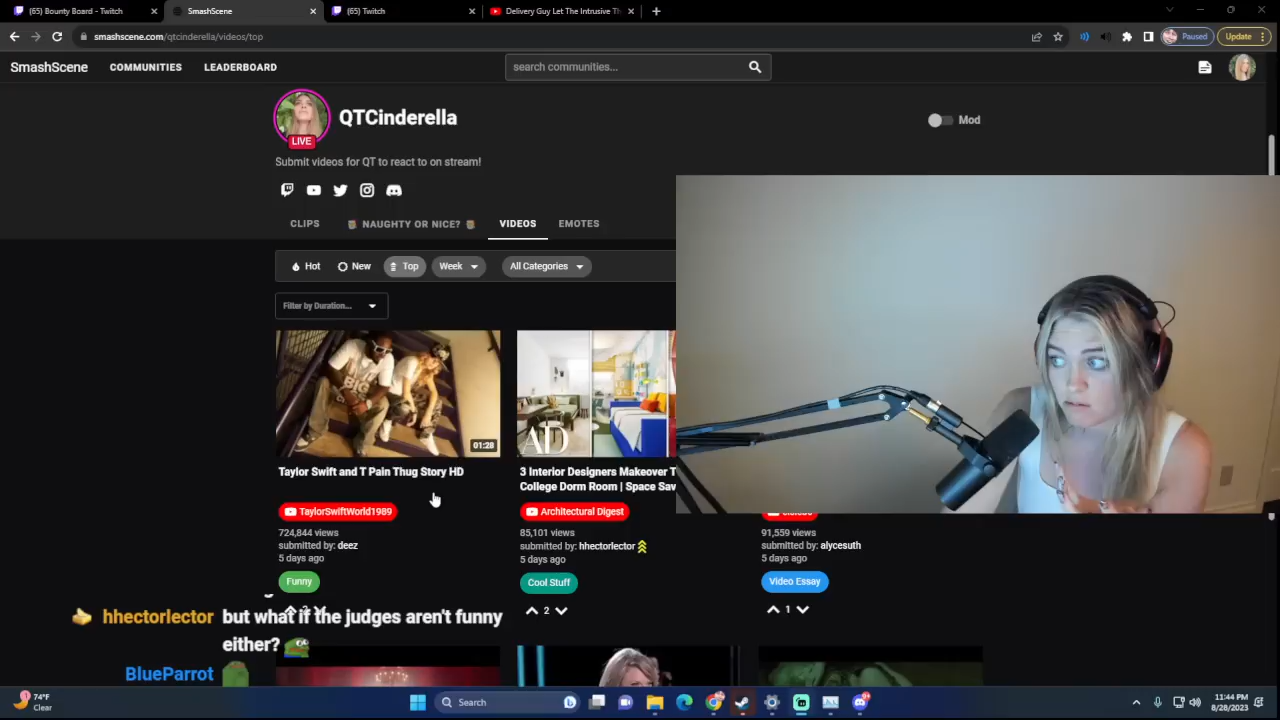 (65) Bounty Board - Twitch
SmashScene
(65) Twitch
Delivery Guy Let The Intrusive Th
smashscene.com/qtcinderella/videos/top
Paused
Update
SmashScene
COMMUNITIES
LEADERBOARD
search communities...
QTCinderella
LIVE
Mod
Submit videos for QT to react to on stream!
CLIPS
NAUGHTY OR NICE?
VIDEOS
EMOTES
Hot
New
Top
Week
All Categories
Filter by Duration...
01:28
AD
Taylor Swift and T Pain Thug Story HD
3 Interior Designers Makeover T
College Dorm Room | Space Sav
TaylorSwiftWorld1989
Architectural Digest
724,844 views
85,101 views
91,559 views
submitted by: deez
submitted by: hhectorlector
submitted by: alycesuth
5 days ago
5 days ago
5 days ago
Funny
Cool Stuff
Video Essay
2
1
hhectorlector but what if the judges aren't funny
either?
BlueParrot
74°F
Clear
Search
11:44 PM
8/28/2023